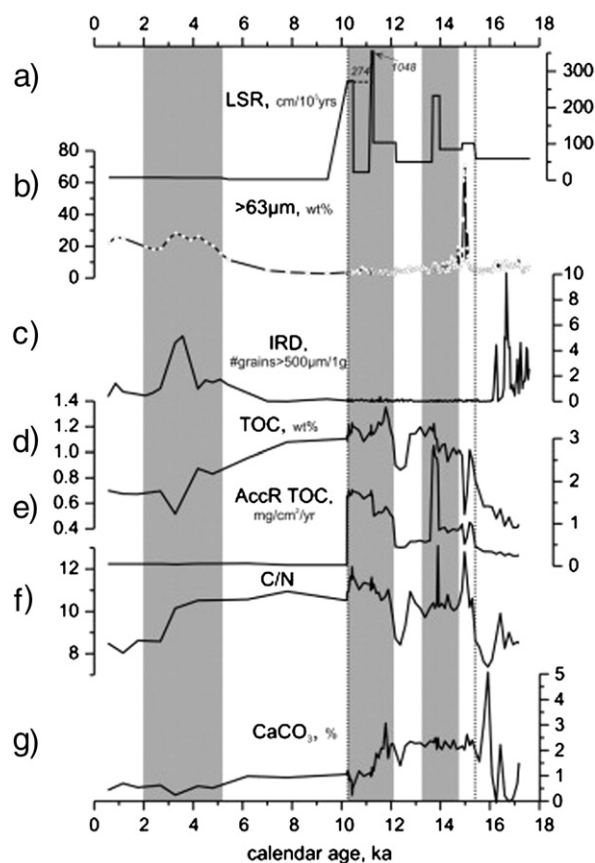 0 2 4 6 8 10 12 14 16 18
a)
LSR, cm/10³yrs
274
1048
350
300
200
100
0
b)
>63µm, wt%
80
60
40
20
0
c)
IRD,
#grains>500µm/1g
10
8
6
4
2
0
d)
TOC, wt%
1.4
1.2
1.0
0.8
0.6
0.4
e)
AccR TOC.
mg/cm²/yr
3
2
1
0
f)
C/N
12
10
8
g)
CaCO₃, %
5
4
3
2
1
0
0 2 4 6 8 10 12 14 16 18
calendar age, ka